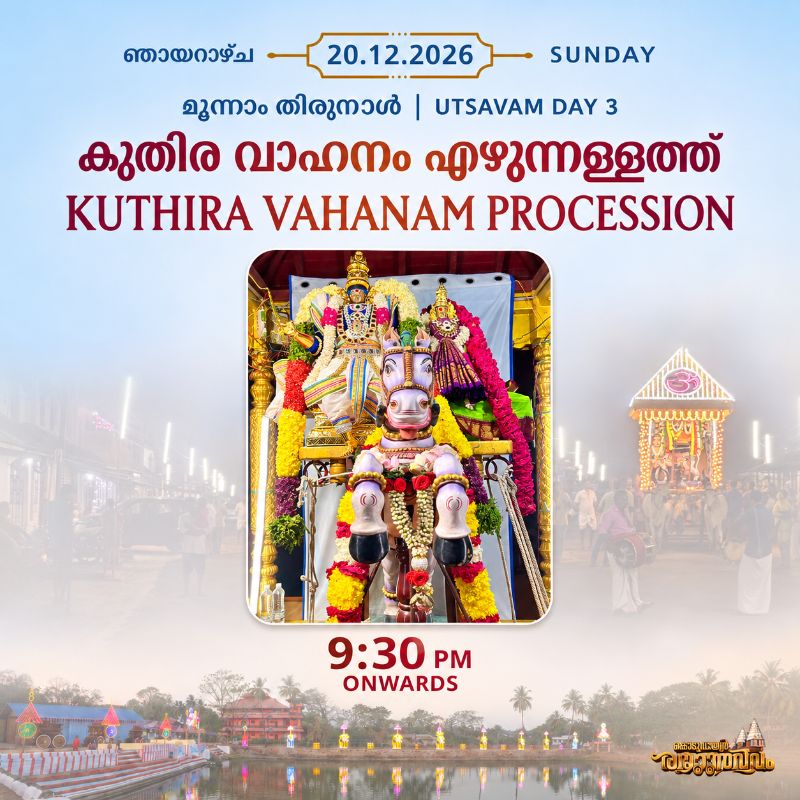 ഞായറാഴ്ച 20.12.2026 SUNDAY
മൂന്നാം തിരുനാൾ | UTSAVAM DAY 3
കുതിര വാഹനം എഴുന്നള്ളത്ത്
KUTHIRA VAHANAM PROCESSION
9:30 PM
ONWARDS